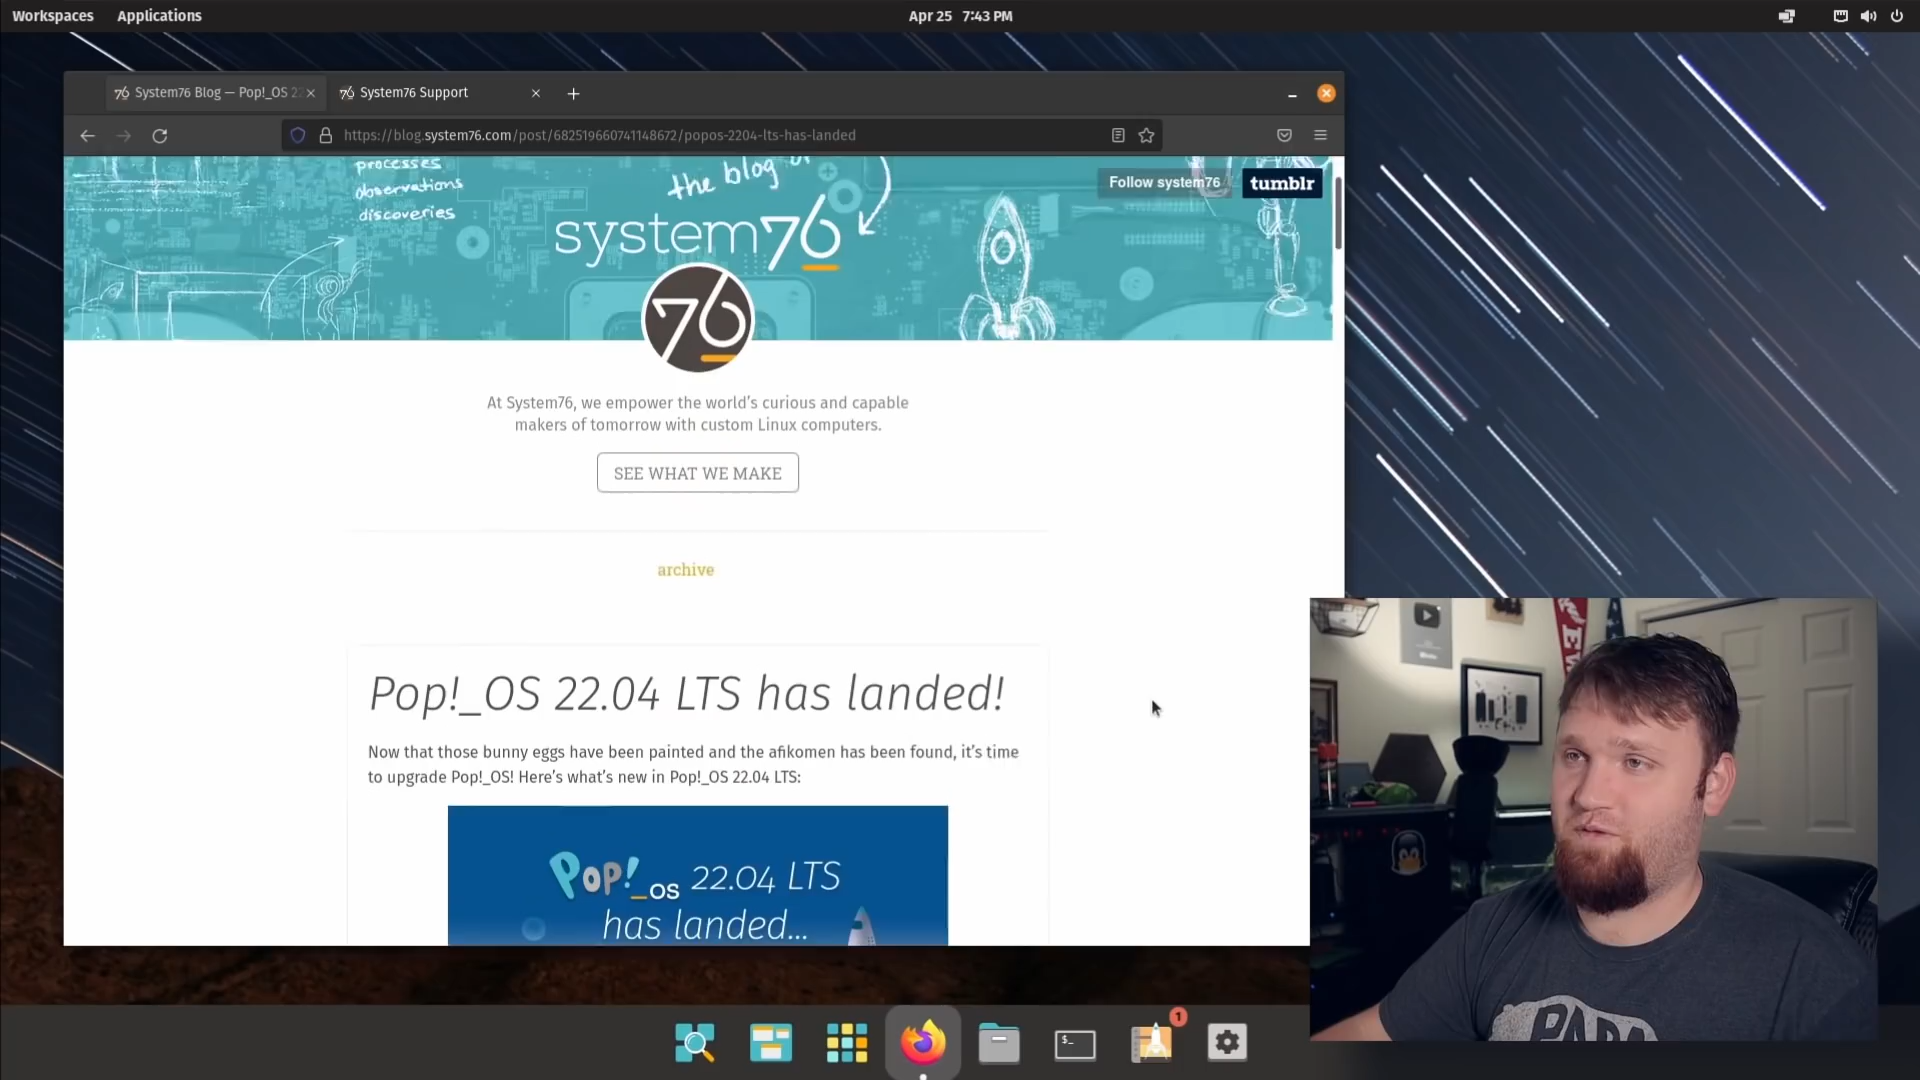 Workspaces Applications Apr 25 7:43 PM
System76 Blog — Pop!_OS 22
System76 Support
https://blog.system76.com/post/682519660741148672/popos-2204-lts-has-landed
processes
observations
discoveries
the blog of
system76
Follow system76
tumblr
76
At System76, we empower the world's curious and capable
makers of tomorrow with custom Linux computers.
SEE WHAT WE MAKE
archive
Pop!_OS 22.04 LTS has landed!
Now that those bunny eggs have been painted and the afikomen has been found, it's time
to upgrade Pop!_OS! Here's what's new in Pop!_OS 22.04 LTS:
Pop!_OS 22.04 LTS
has landed...
$_
1